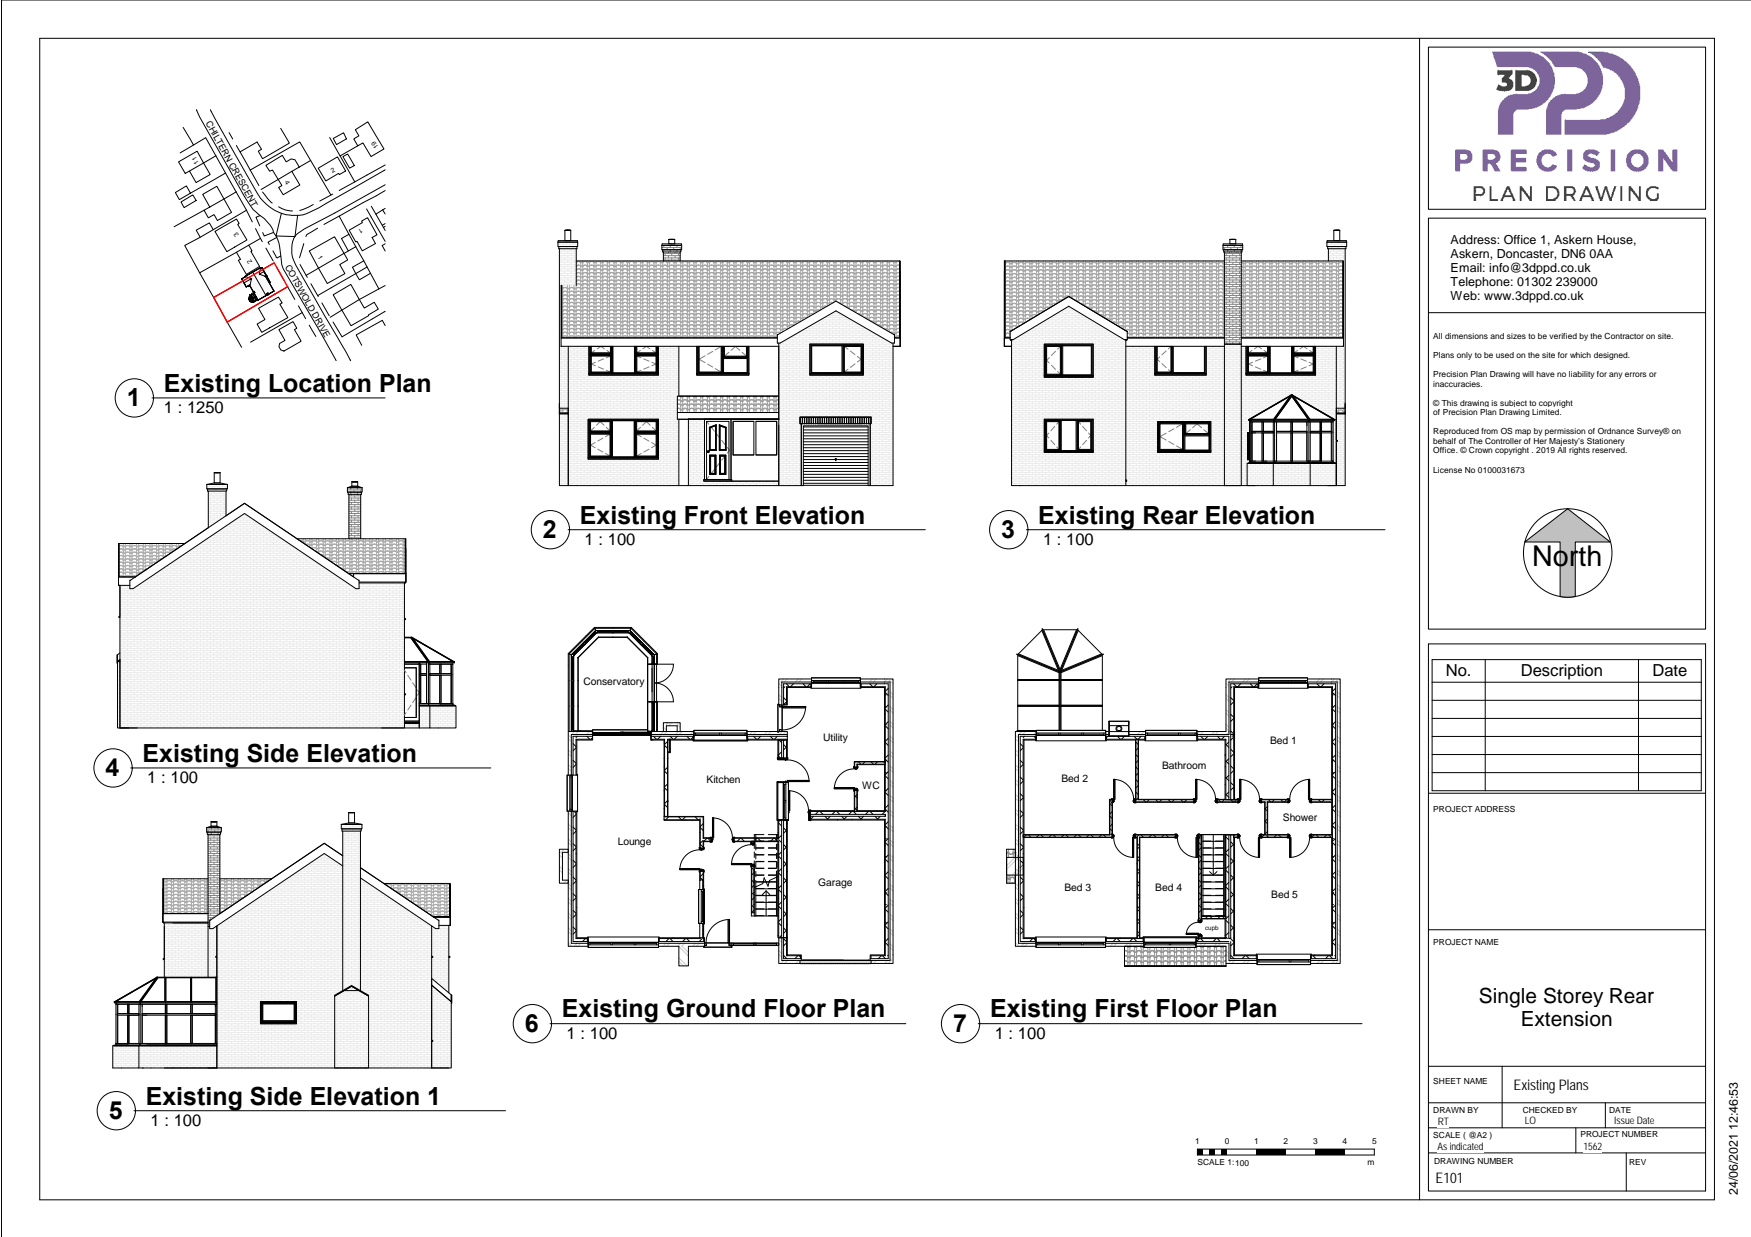 CHILTERN CRESCENT
COTSWOLD DRIVE
11
4
2
19
3
2
1
1
1
Existing Location Plan
1 : 1250
2
Existing Front Elevation
1 : 100
3
Existing Rear Elevation
1 : 100
4
Existing Side Elevation
1 : 100
5
Existing Side Elevation 1
1 : 100
Conservatory
Utility
Kitchen
WC
Lounge
Garage
6
Existing Ground Floor Plan
1 : 100
Bed 1
Bathroom
Bed 2
Shower
Bed 3
Bed 4
Bed 5
cupb
7
Existing First Floor Plan
1 : 100
1 0 1 2 3 4 5
SCALE 1:100
m
3D PPD
PRECISION
PLAN DRAWING
Address: Office 1, Askern House,
Askern, Doncaster, DN6 0AA
Email: info@3dppd.co.uk
Telephone: 01302 239000
Web: www.3dppd.co.uk
All dimensions and sizes to be verified by the Contractor on site.
Plans only to be used on the site for which designed.
Precision Plan Drawing will have no liability for any errors or
inaccuracies.
© This drawing is subject to copyright
of Precision Plan Drawing Limited.
Reproduced from OS map by permission of Ordnance Survey® on
behalf of The Controller of Her Majesty's Stationery
Office. © Crown copyright . 2019 All rights reserved.
License No 0100031673
North
No. Description Date
PROJECT ADDRESS
PROJECT NAME
Single Storey Rear
Extension
SHEET NAME
Existing Plans
DRAWN BY
RT
CHECKED BY
LO
DATE
Issue Date
SCALE ( @A2 )
As indicated
PROJECT NUMBER
1562
DRAWING NUMBER
E101
REV
24/06/2021 12:46:53